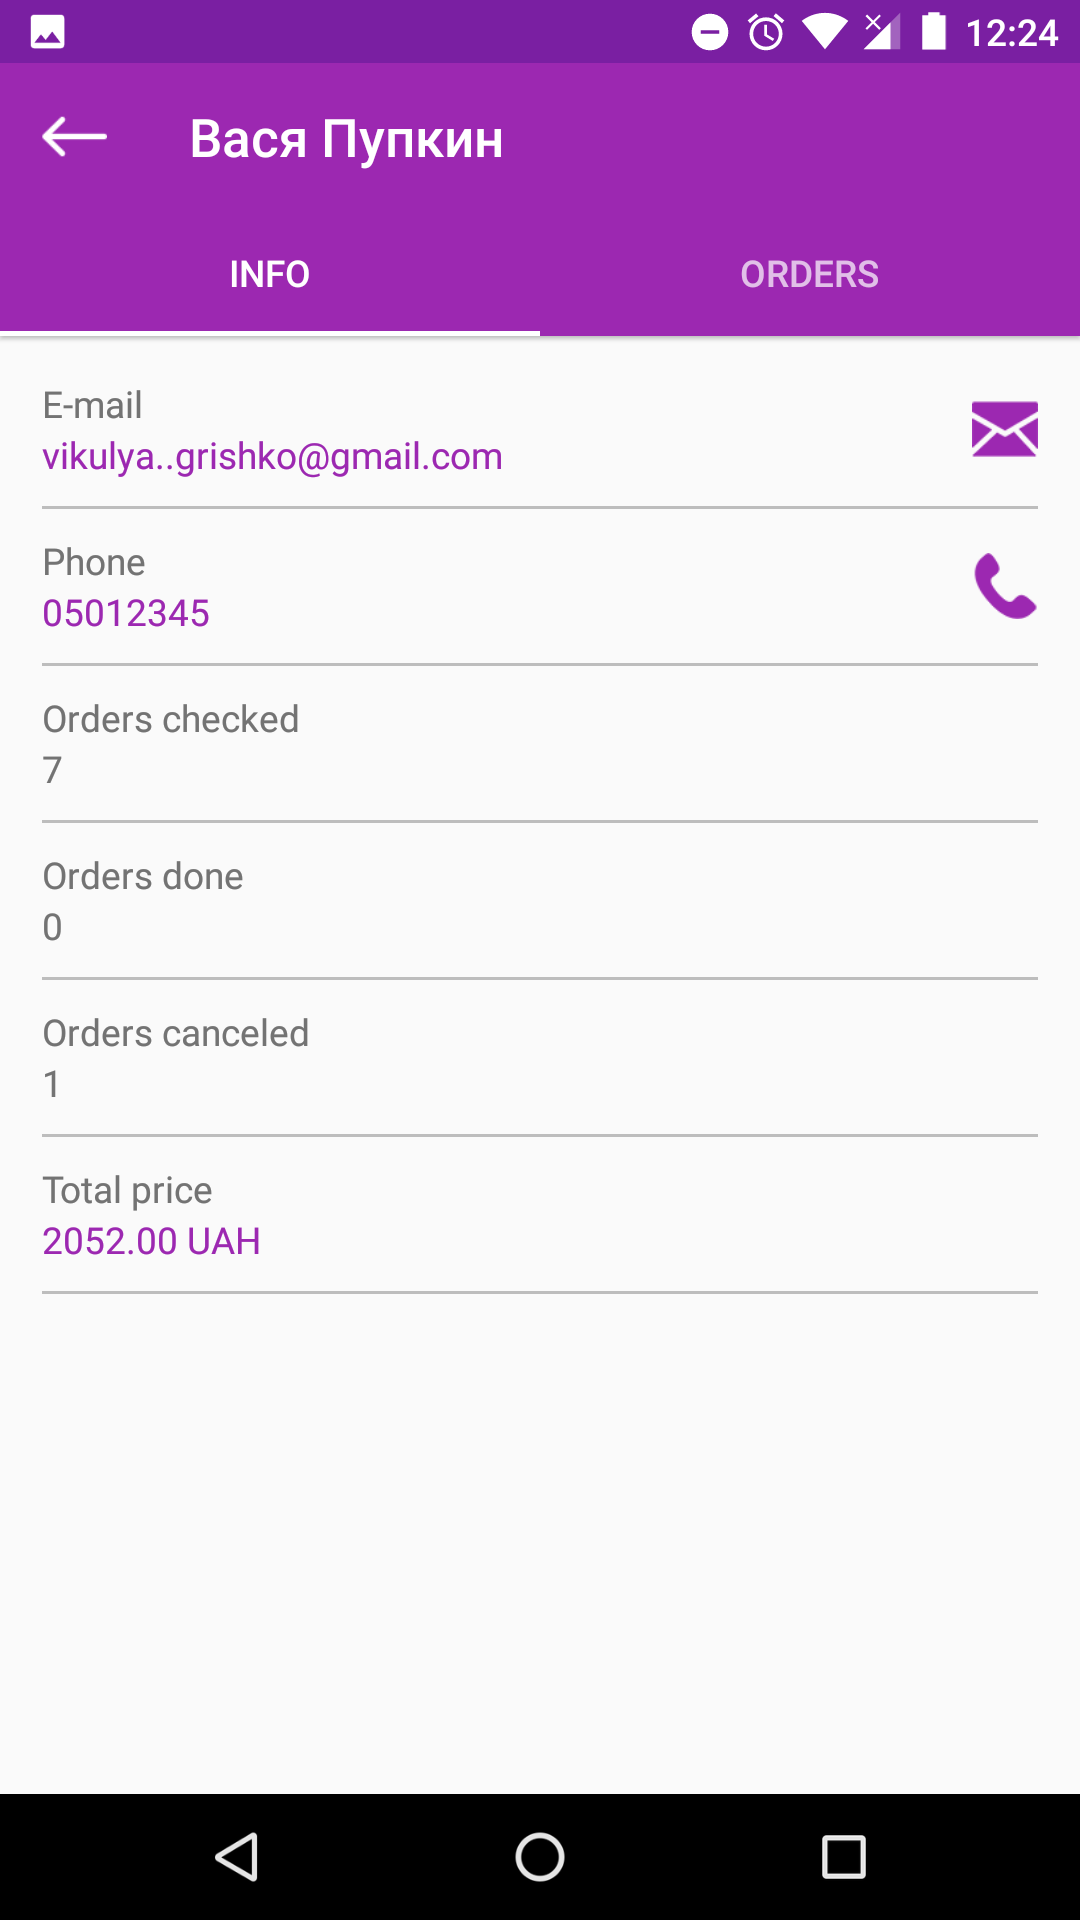 12:24
Вася Пупкин
INFO
ORDERS
E-mail
vikulya..grishko@gmail.com
Phone
05012345
Orders checked
7
Orders done
0
Orders canceled
1
Total price
2052.00 UAH